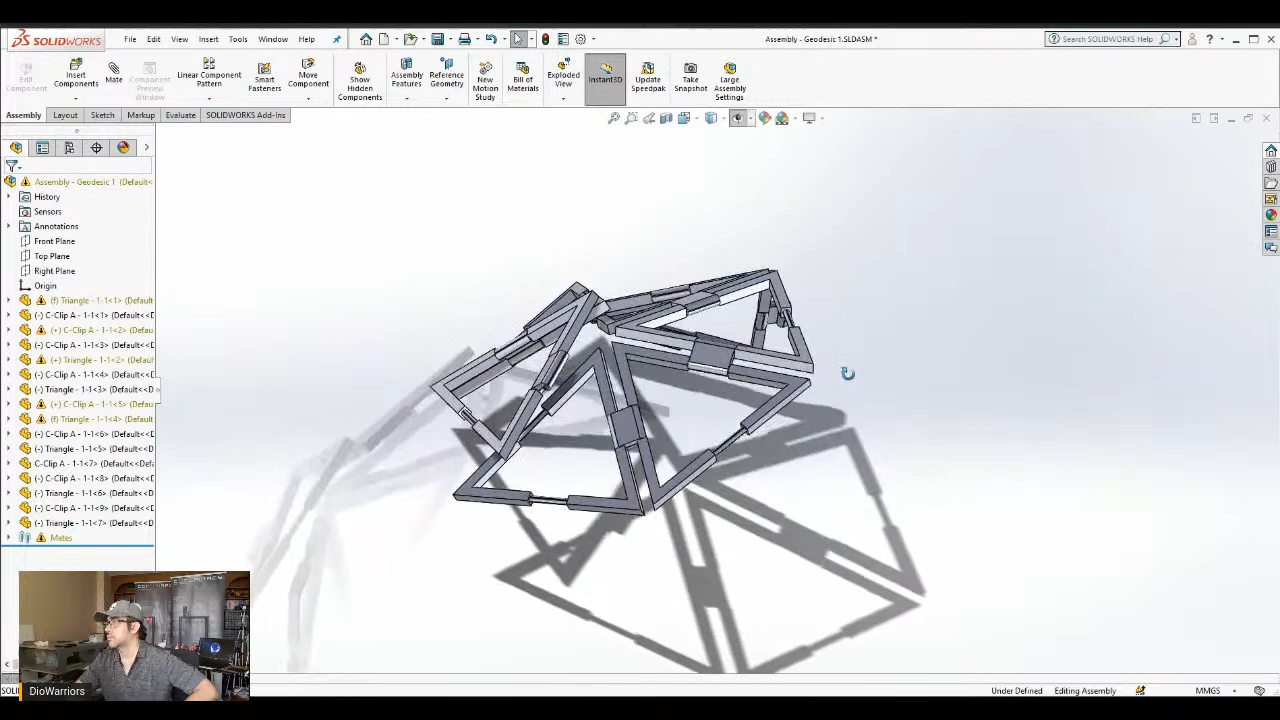 SOLIDWORKS
File Edit View Insert Tools Window Help
Assembly - Geodesic 1.SLDASM *
Search SOLIDWORKS Help
Edit Component
Insert Components
Mate
Component Preview Window
Linear Component Pattern
Smart Fasteners
Move Component
Show Hidden Components
Assembly Features
Reference Geometry
New Motion Study
Bill of Materials
Exploded View
Instant3D
Update Speedpak
Take Snapshot
Large Assembly Settings
Assembly Layout Sketch Markup Evaluate SOLIDWORKS Add-Ins
Assembly - Geodesic 1 (Default<
History
Sensors
Annotations
Front Plane
Top Plane
Right Plane
Origin
(f) Triangle - 1-1<1> (Default
(-) C-Clip A - 1-1<1> (Default
(+) C-Clip A - 1-1<2> (Default
(-) C-Clip A - 1-1<3> (Default
(+) Triangle - 1-1<2> (Default
(-) C-Clip A - 1-1<4> (Default
(-) Triangle - 1-1<3> (Default<<D
(+) C-Clip A - 1-1<5> (Default
(f) Triangle - 1-1<4> (Default
(-) C-Clip A - 1-1<6> (Default<<D
(-) Triangle - 1-1<5> (Default<<D
C-Clip A - 1-1<7> (Default<<Defa
(-) C-Clip A - 1-1<8> (Default<<D
(-) Triangle - 1-1<6> (Default<<D
(-) C-Clip A - 1-1<9> (Default<<D
(-) Triangle - 1-1<7> (Default<<D
Mates
DioWarriors
Under Defined Editing Assembly MMGS